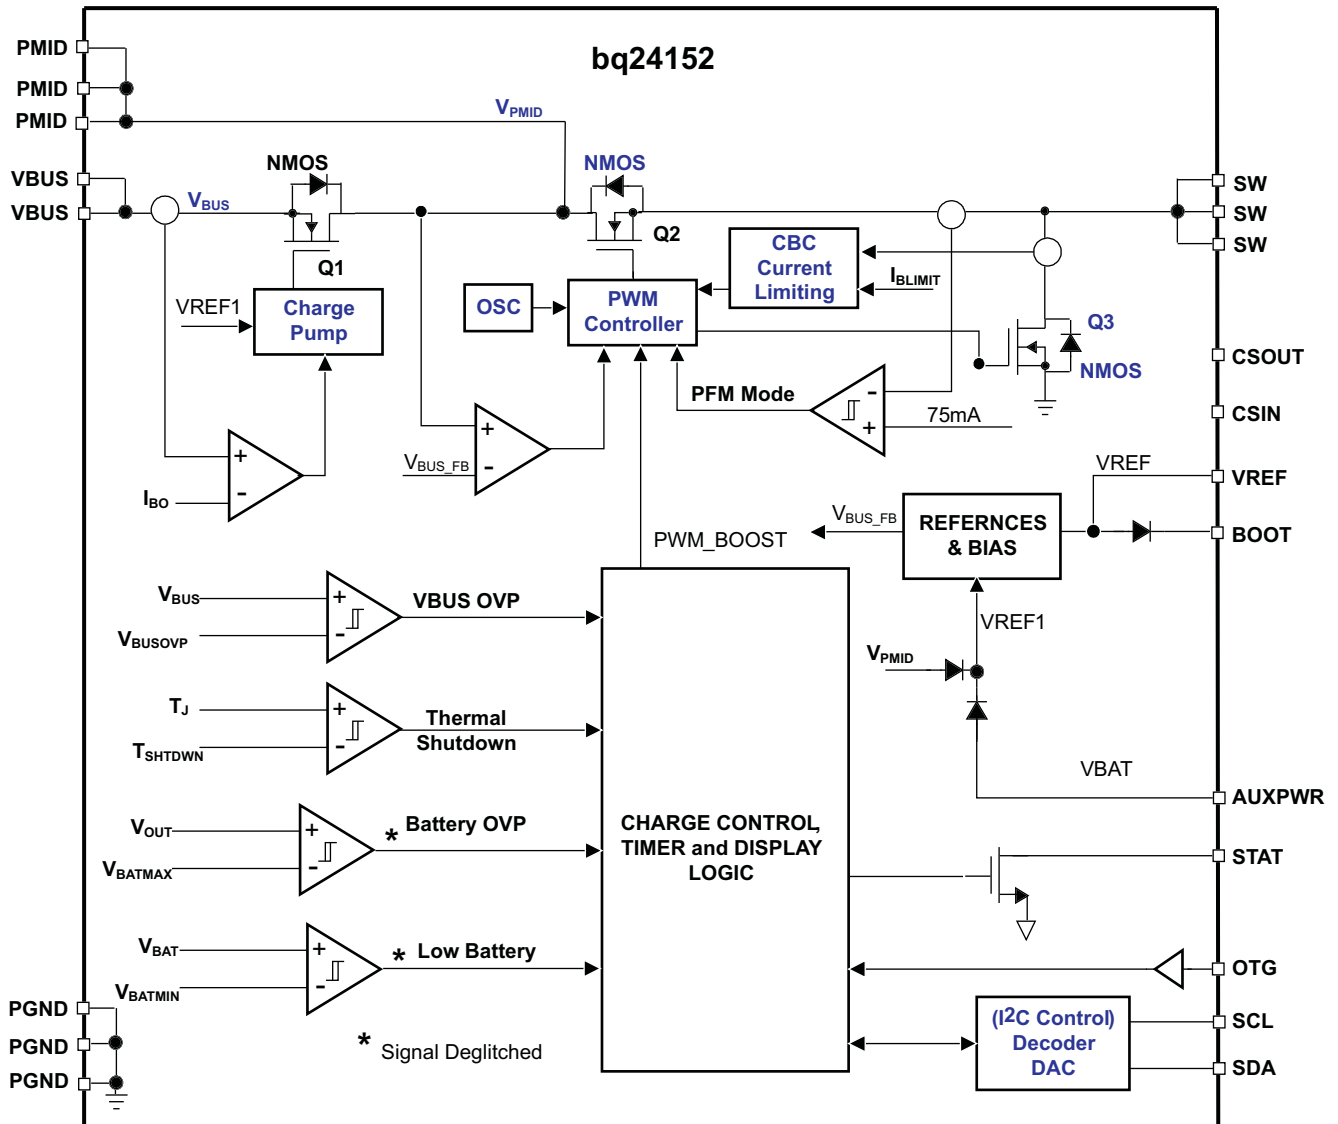 bq24152
PMID
PMID
PMID
VBUS
VBUS
VPMID
NMOS
NMOS
VBUS
Q1
Q2
SW
SW
SW
VREF1
Charge
Pump
OSC
PWM
Controller
CBC
Current
Limiting
IBLIMIT
Q3
NMOS
CSOUT
PFM Mode
-
+
75mA
CSIN
+
-
IBO
+
-
VBUS_FB
VREF
VREF
BOOT
VBUS_FB
REFERNCES
& BIAS
PWM_BOOST
VREF1
VPMID
VBUS
VBUSOVP
+
-
VBUS OVP
TJ
TSHTDWN
+
-
Thermal
Shutdown
VBAT
AUXPWR
VOUT
VBATMAX
+
-
* Battery OVP
CHARGE CONTROL,
TIMER and DISPLAY
LOGIC
STAT
VBAT
VBATMIN
+
-
* Low Battery
OTG
PGND
PGND
PGND
* Signal Deglitched
(I2C Control)
Decoder
DAC
SCL
SDA